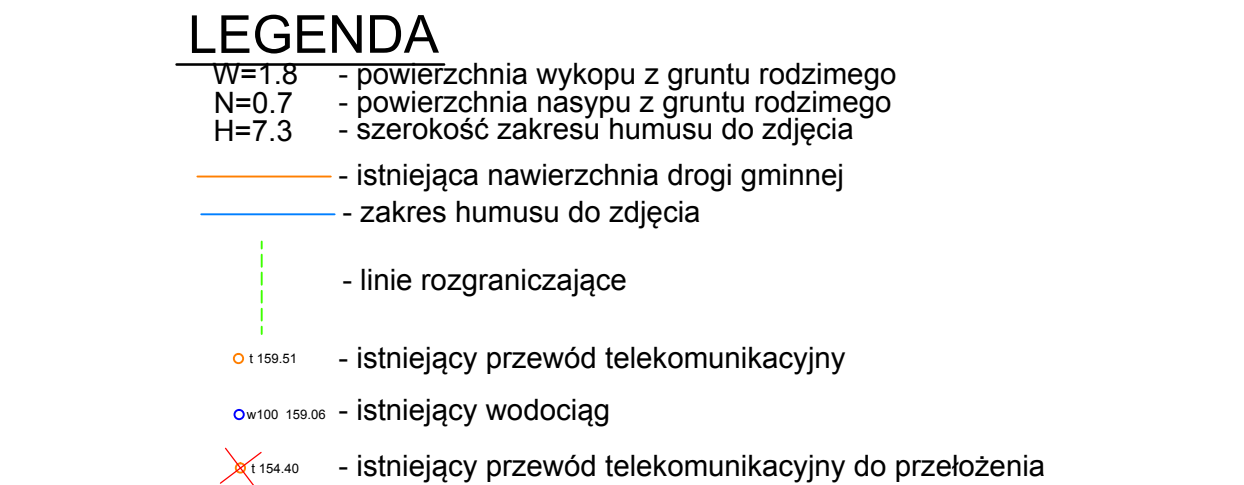 LEGENDA
W=1.8 - powierzchnia wykopu z gruntu rodzimego
N=0.7 - powierzchnia nasypu z gruntu rodzimego
H=7.3 - szerokość zakresu humusu do zdjęcia
- istniejąca nawierzchnia drogi gminnej
- zakres humusu do zdjęcia
- linie rozgraniczające
t 159.51 - istniejący przewód telekomunikacyjny
w100 159.06 - istniejący wodociąg
t 154.40 - istniejący przewód telekomunikacyjny do przełożenia